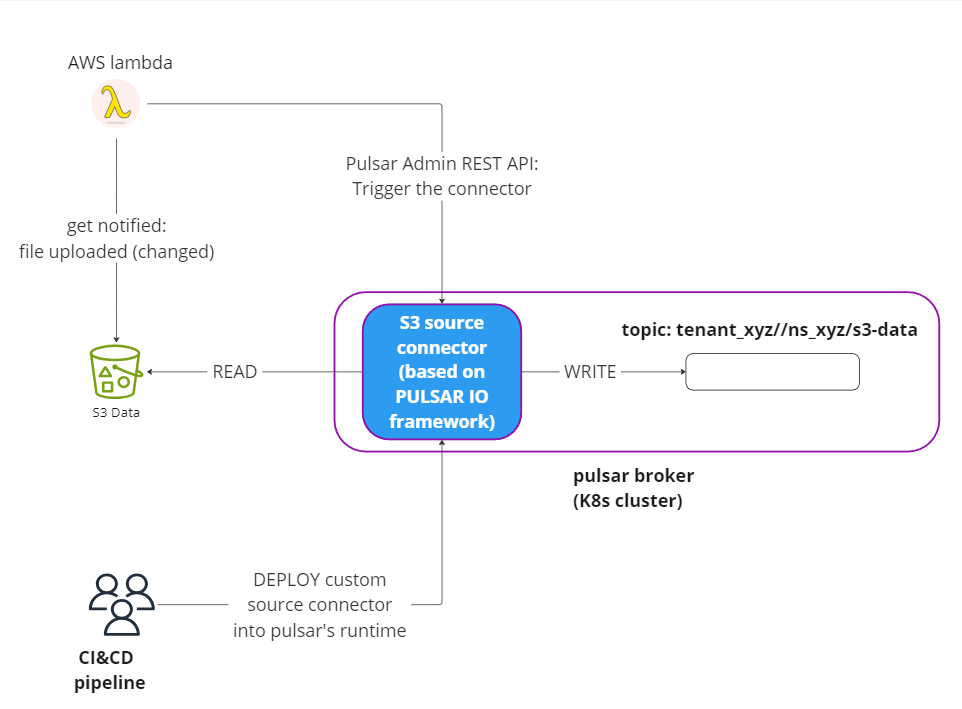 AWS lambda
Pulsar Admin REST API:
Trigger the connector
get notified:
file uploaded (changed)
S3 source
connector
(based on
PULSAR IO
framework)
topic: tenant_xyz//ns_xyz/s3-data
READ
WRITE
S3 Data
pulsar broker
(K8s cluster)
DEPLOY custom
source connector
into pulsar's runtime
CI&CD
pipeline